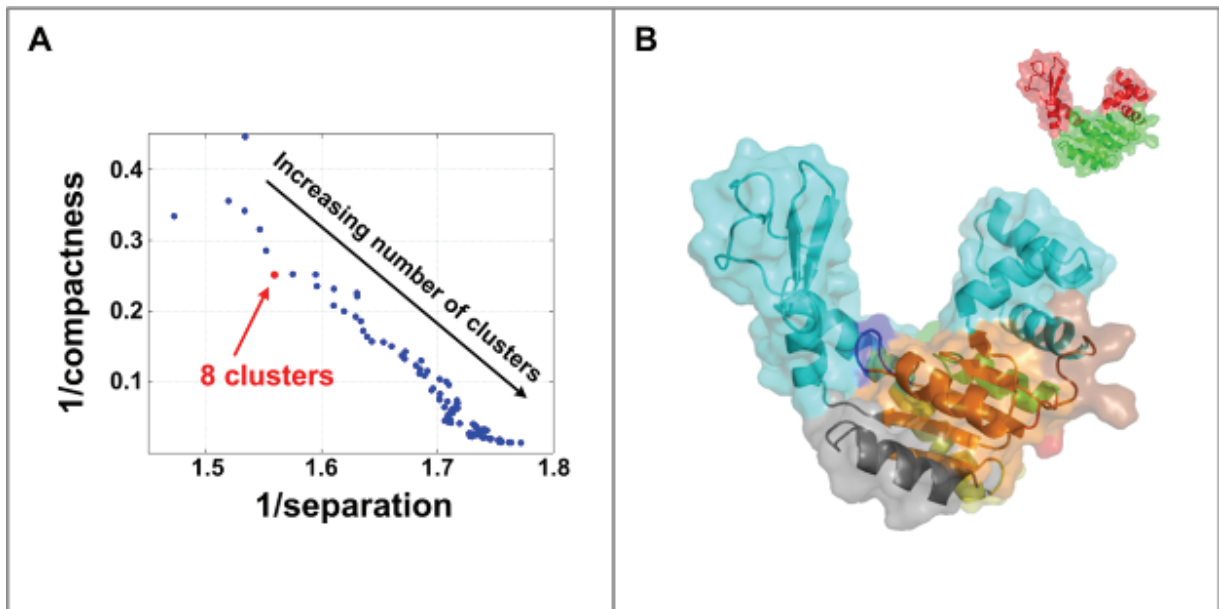 A
1/compactness
0.4
0.3
0.2
0.1
Increasing number of clusters
8 clusters
1.5 1.6 1.7 1.8
1/separation
B